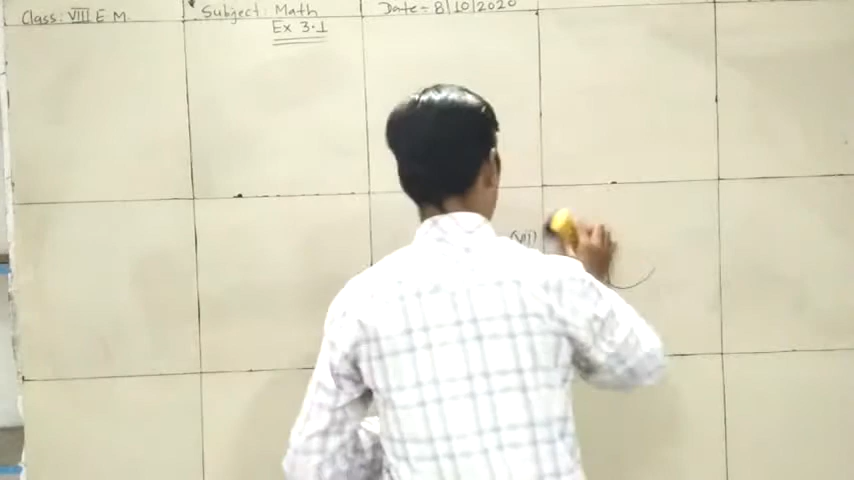 Class: VIII E M. Subject: Math Date=8/10/2020
Ex 3.1
(vii)